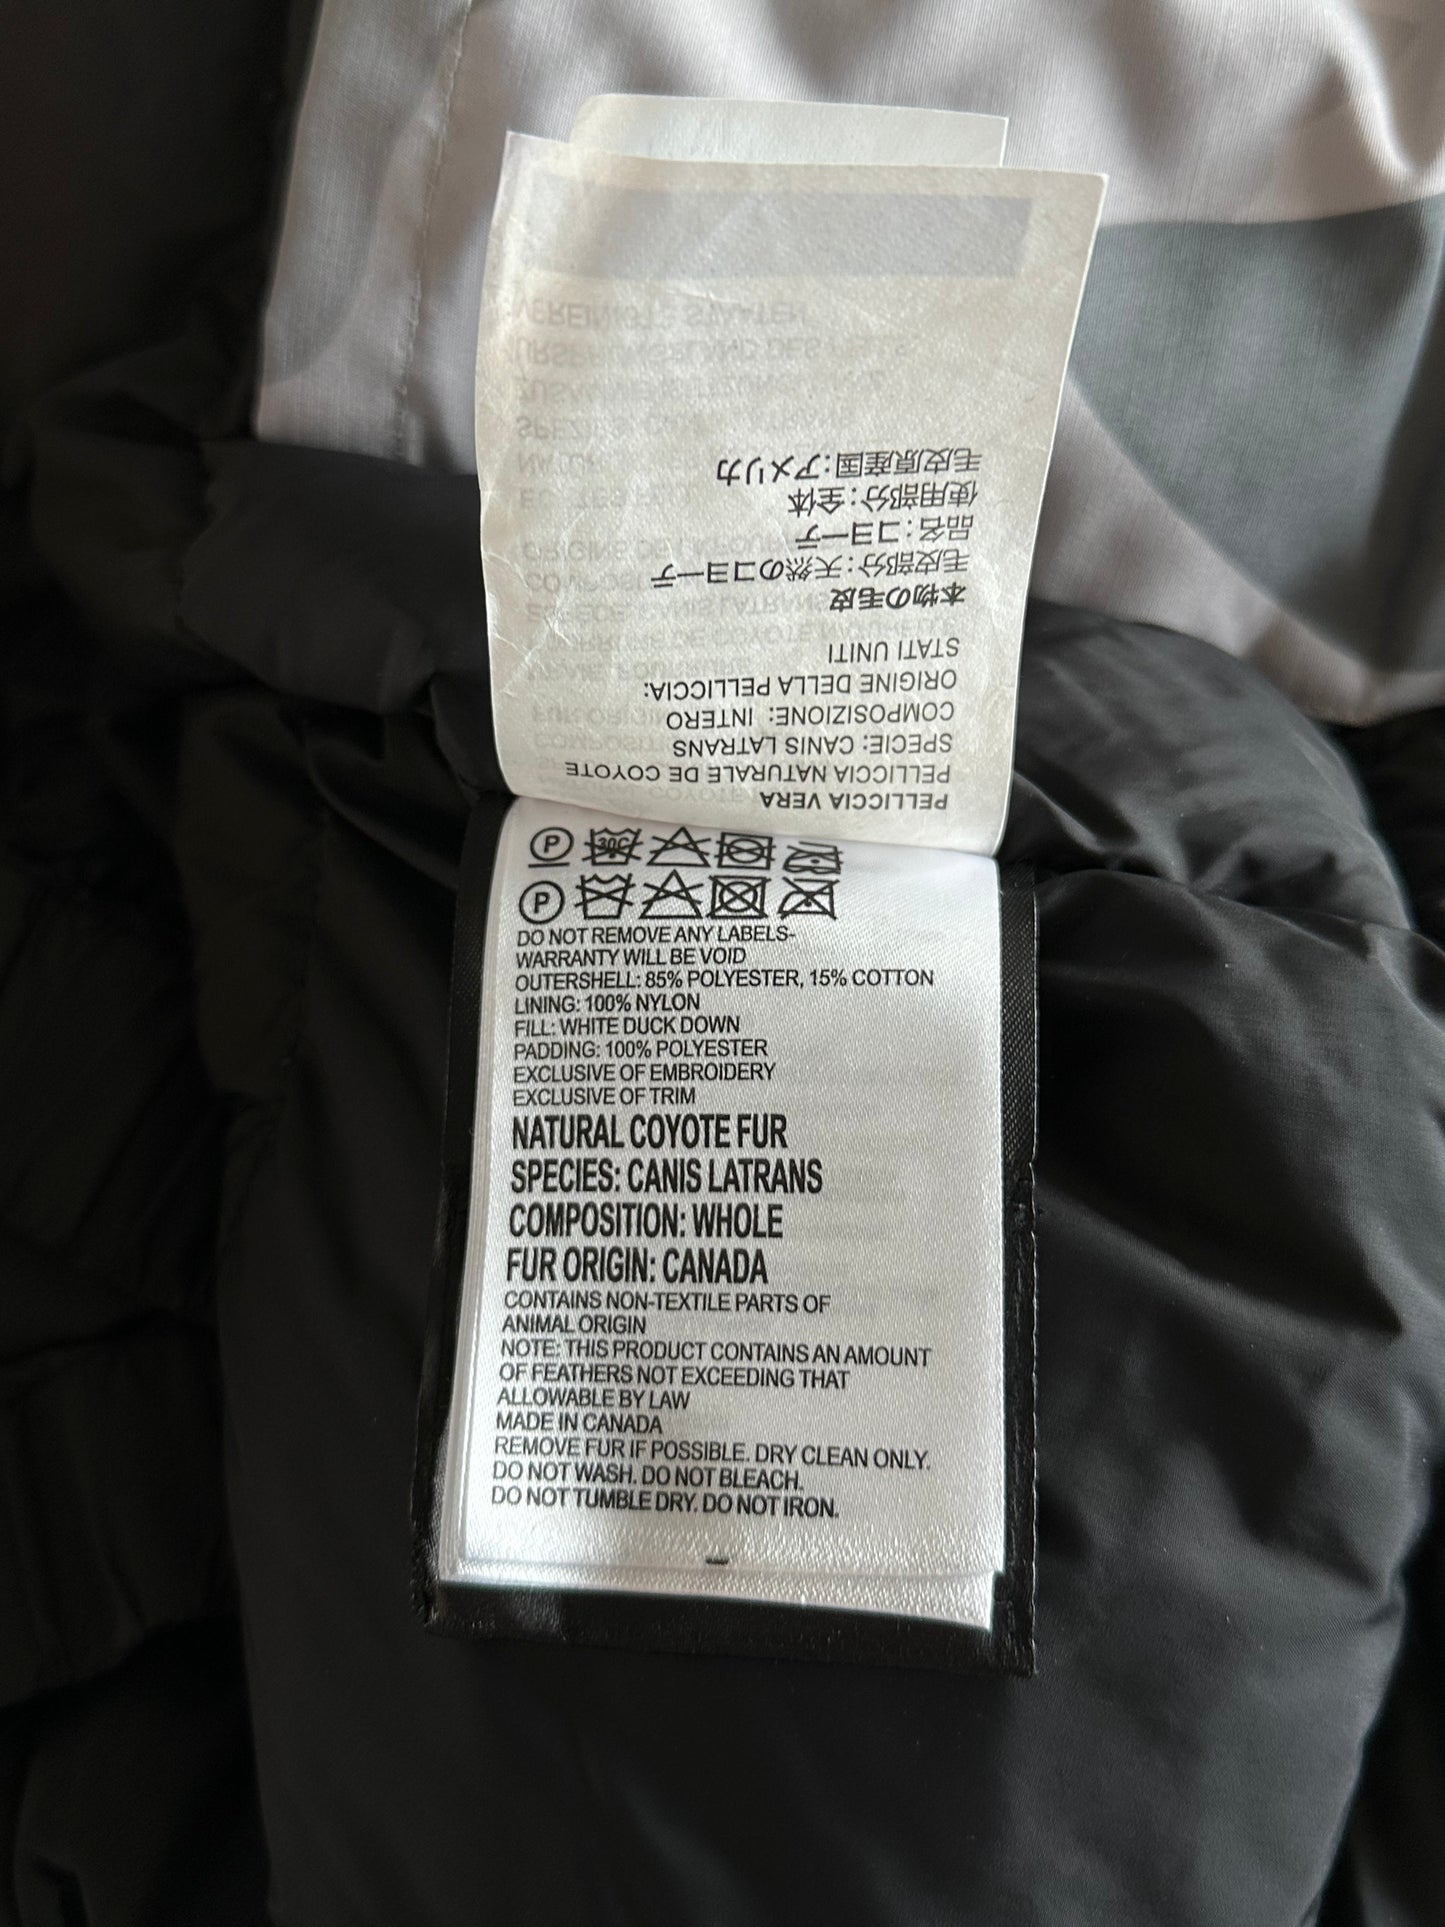 PELLICCIA VERA
PELLICCIA NATURALE DE COYOTE
SPECIE: CANIS LATRANS
COMPOSIZIONE: INTERO
ORIGINE DELLA PELLICCIA:
STATI UNITI
本物の毛皮
毛皮部分:天然のコヨーテ
品名:コヨーテ
使用部分:全体
毛皮原産国:アメリカ
P 30C
P
DO NOT REMOVE ANY LABELS-
WARRANTY WILL BE VOID
OUTERSHELL: 85% POLYESTER, 15% COTTON
LINING: 100% NYLON
FILL: WHITE DUCK DOWN
PADDING: 100% POLYESTER
EXCLUSIVE OF EMBROIDERY
EXCLUSIVE OF TRIM
NATURAL COYOTE FUR
SPECIES: CANIS LATRANS
COMPOSITION: WHOLE
FUR ORIGIN: CANADA
CONTAINS NON-TEXTILE PARTS OF
ANIMAL ORIGIN
NOTE: THIS PRODUCT CONTAINS AN AMOUNT
OF FEATHERS NOT EXCEEDING THAT
ALLOWABLE BY LAW
MADE IN CANADA
REMOVE FUR IF POSSIBLE. DRY CLEAN ONLY.
DO NOT WASH. DO NOT BLEACH.
DO NOT TUMBLE DRY. DO NOT IRON.